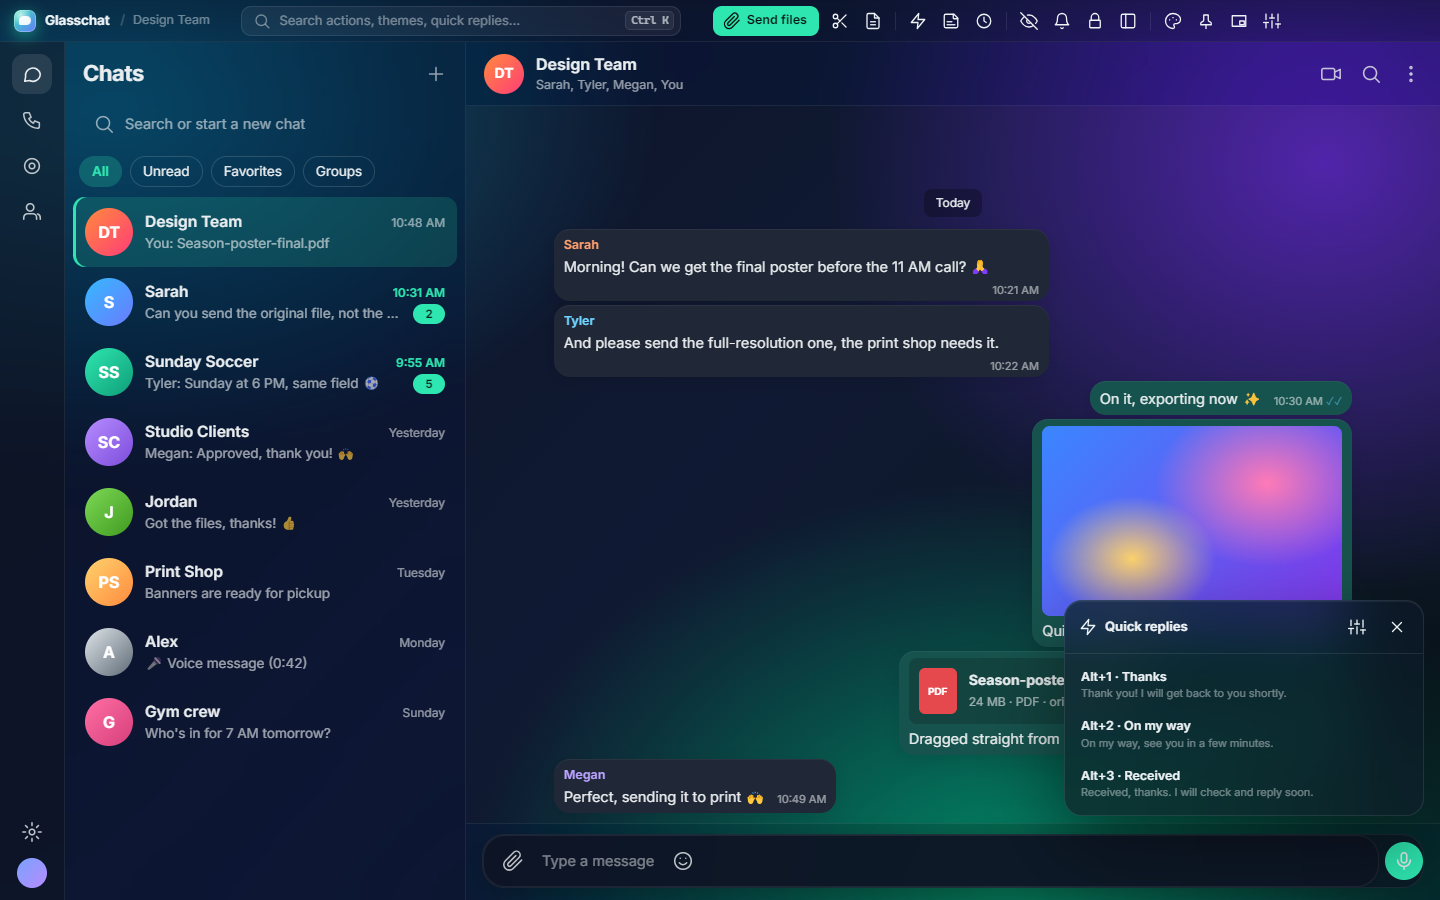 Glasschat / Design Team
Search actions, themes, quick replies...
Ctrl K
Send files
Chats
Search or start a new chat
All
Unread
Favorites
Groups
DT
Design Team
10:48 AM
You: Season-poster-final.pdf
S
Sarah
10:31 AM
Can you send the original file, not the ...
2
SS
Sunday Soccer
9:55 AM
Tyler: Sunday at 6 PM, same field ⚽
5
SC
Studio Clients
Yesterday
Megan: Approved, thank you! 🙌
J
Jordan
Yesterday
Got the files, thanks! 👍
PS
Print Shop
Tuesday
Banners are ready for pickup
A
Alex
Monday
🎤 Voice message (0:42)
G
Gym crew
Sunday
Who's in for 7 AM tomorrow?
DT
Design Team
Sarah, Tyler, Megan, You
Today
Sarah
Morning! Can we get the final poster before the 11 AM call? 🙏
10:21 AM
Tyler
And please send the full-resolution one, the print shop needs it.
10:22 AM
On it, exporting now ✨ 10:30 AM ✓✓
Qui
PDF
Season-poste
24 MB · PDF · ori
Dragged straight from
Megan
Perfect, sending it to print 🙌 10:49 AM
Quick replies
Alt+1 · Thanks
Thank you! I will get back to you shortly.
Alt+2 · On my way
On my way, see you in a few minutes.
Alt+3 · Received
Received, thanks. I will check and reply soon.
Type a message